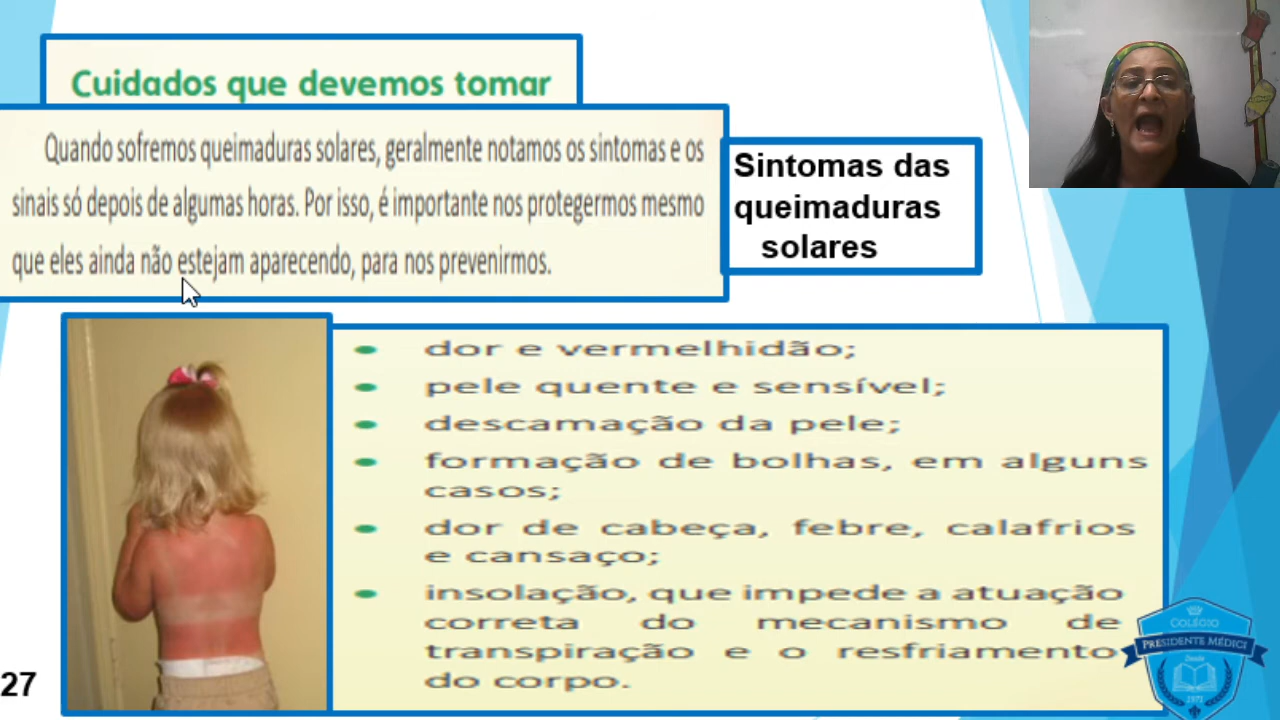 Cuidados que devemos tomar
Quando sofremos queimaduras solares, geralmente notamos os sintomas e os
sinais só depois de algumas horas. Por isso, é importante nos protegermos mesmo
que eles ainda não estejam aparecendo, para nos prevenirmos.
Sintomas das
queimaduras
solares
dor e vermelhidão;
pele quente e sensível;
descamação da pele;
formação de bolhas, em alguns
casos;
dor de cabeça, febre, calafrios
e cansaço;
insolação, que impede a atuação
correta do mecanismo de
transpiração e o resfriamento
do corpo.
27
COLÉGIO
PRESIDENTE MÉDICI
Desde
1971